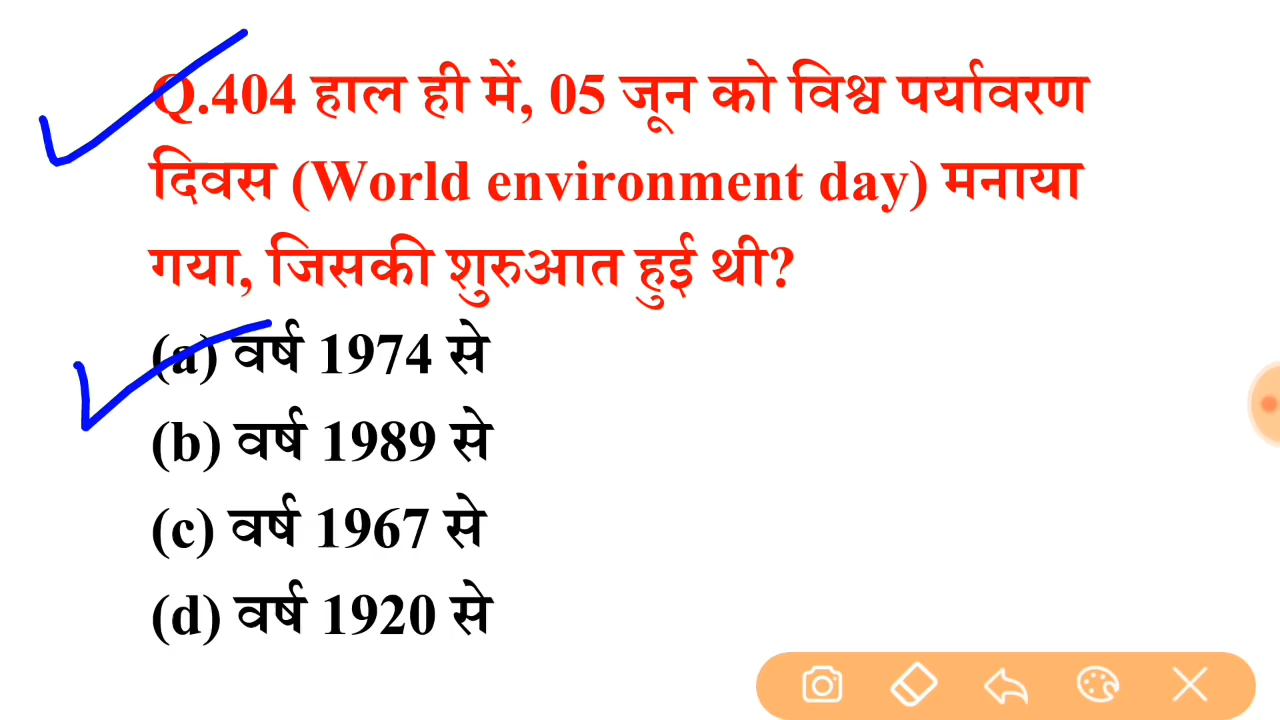 Q.404 हाल ही में, 05 जून को विश्व पर्यावरण
दिवस (World environment day) मनाया
गया, जिसकी शुरुआत हुई थी?
(a) वर्ष 1974 से
(b) वर्ष 1989 से
(c) वर्ष 1967 से
(d) वर्ष 1920 से